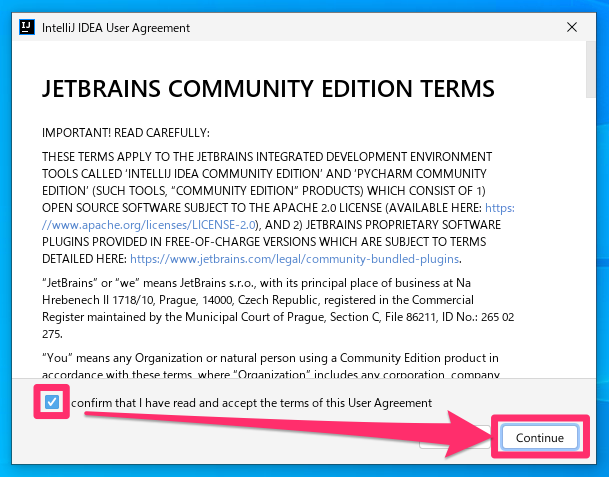 IntelliJ IDEA User Agreement
JETBRAINS COMMUNITY EDITION TERMS
IMPORTANT! READ CAREFULLY:
THESE TERMS APPLY TO THE JETBRAINS INTEGRATED DEVELOPMENT ENVIRONMENT
TOOLS CALLED ‘INTELLIJ IDEA COMMUNITY EDITION’ AND ‘PYCHARM COMMUNITY
EDITION’ (SUCH TOOLS, “COMMUNITY EDITION” PRODUCTS) WHICH CONSIST OF 1)
OPEN SOURCE SOFTWARE SUBJECT TO THE APACHE 2.0 LICENSE (AVAILABLE HERE: https:
//www.apache.org/licenses/LICENSE-2.0), AND 2) JETBRAINS PROPRIETARY SOFTWARE
PLUGINS PROVIDED IN FREE-OF-CHARGE VERSIONS WHICH ARE SUBJECT TO TERMS
DETAILED HERE: https://www.jetbrains.com/legal/community-bundled-plugins.
“JetBrains” or “we” means JetBrains s.r.o., with its principal place of business at Na
Hrebenech II 1718/10, Prague, 14000, Czech Republic, registered in the Commercial
Register maintained by the Municipal Court of Prague, Section C, File 86211, ID No.: 265 02
275.
“You” means any Organization or natural person using a Community Edition product in
accordance with these terms, where “Organization” includes any corporation, company
confirm that I have read and accept the terms of this User Agreement
Continue